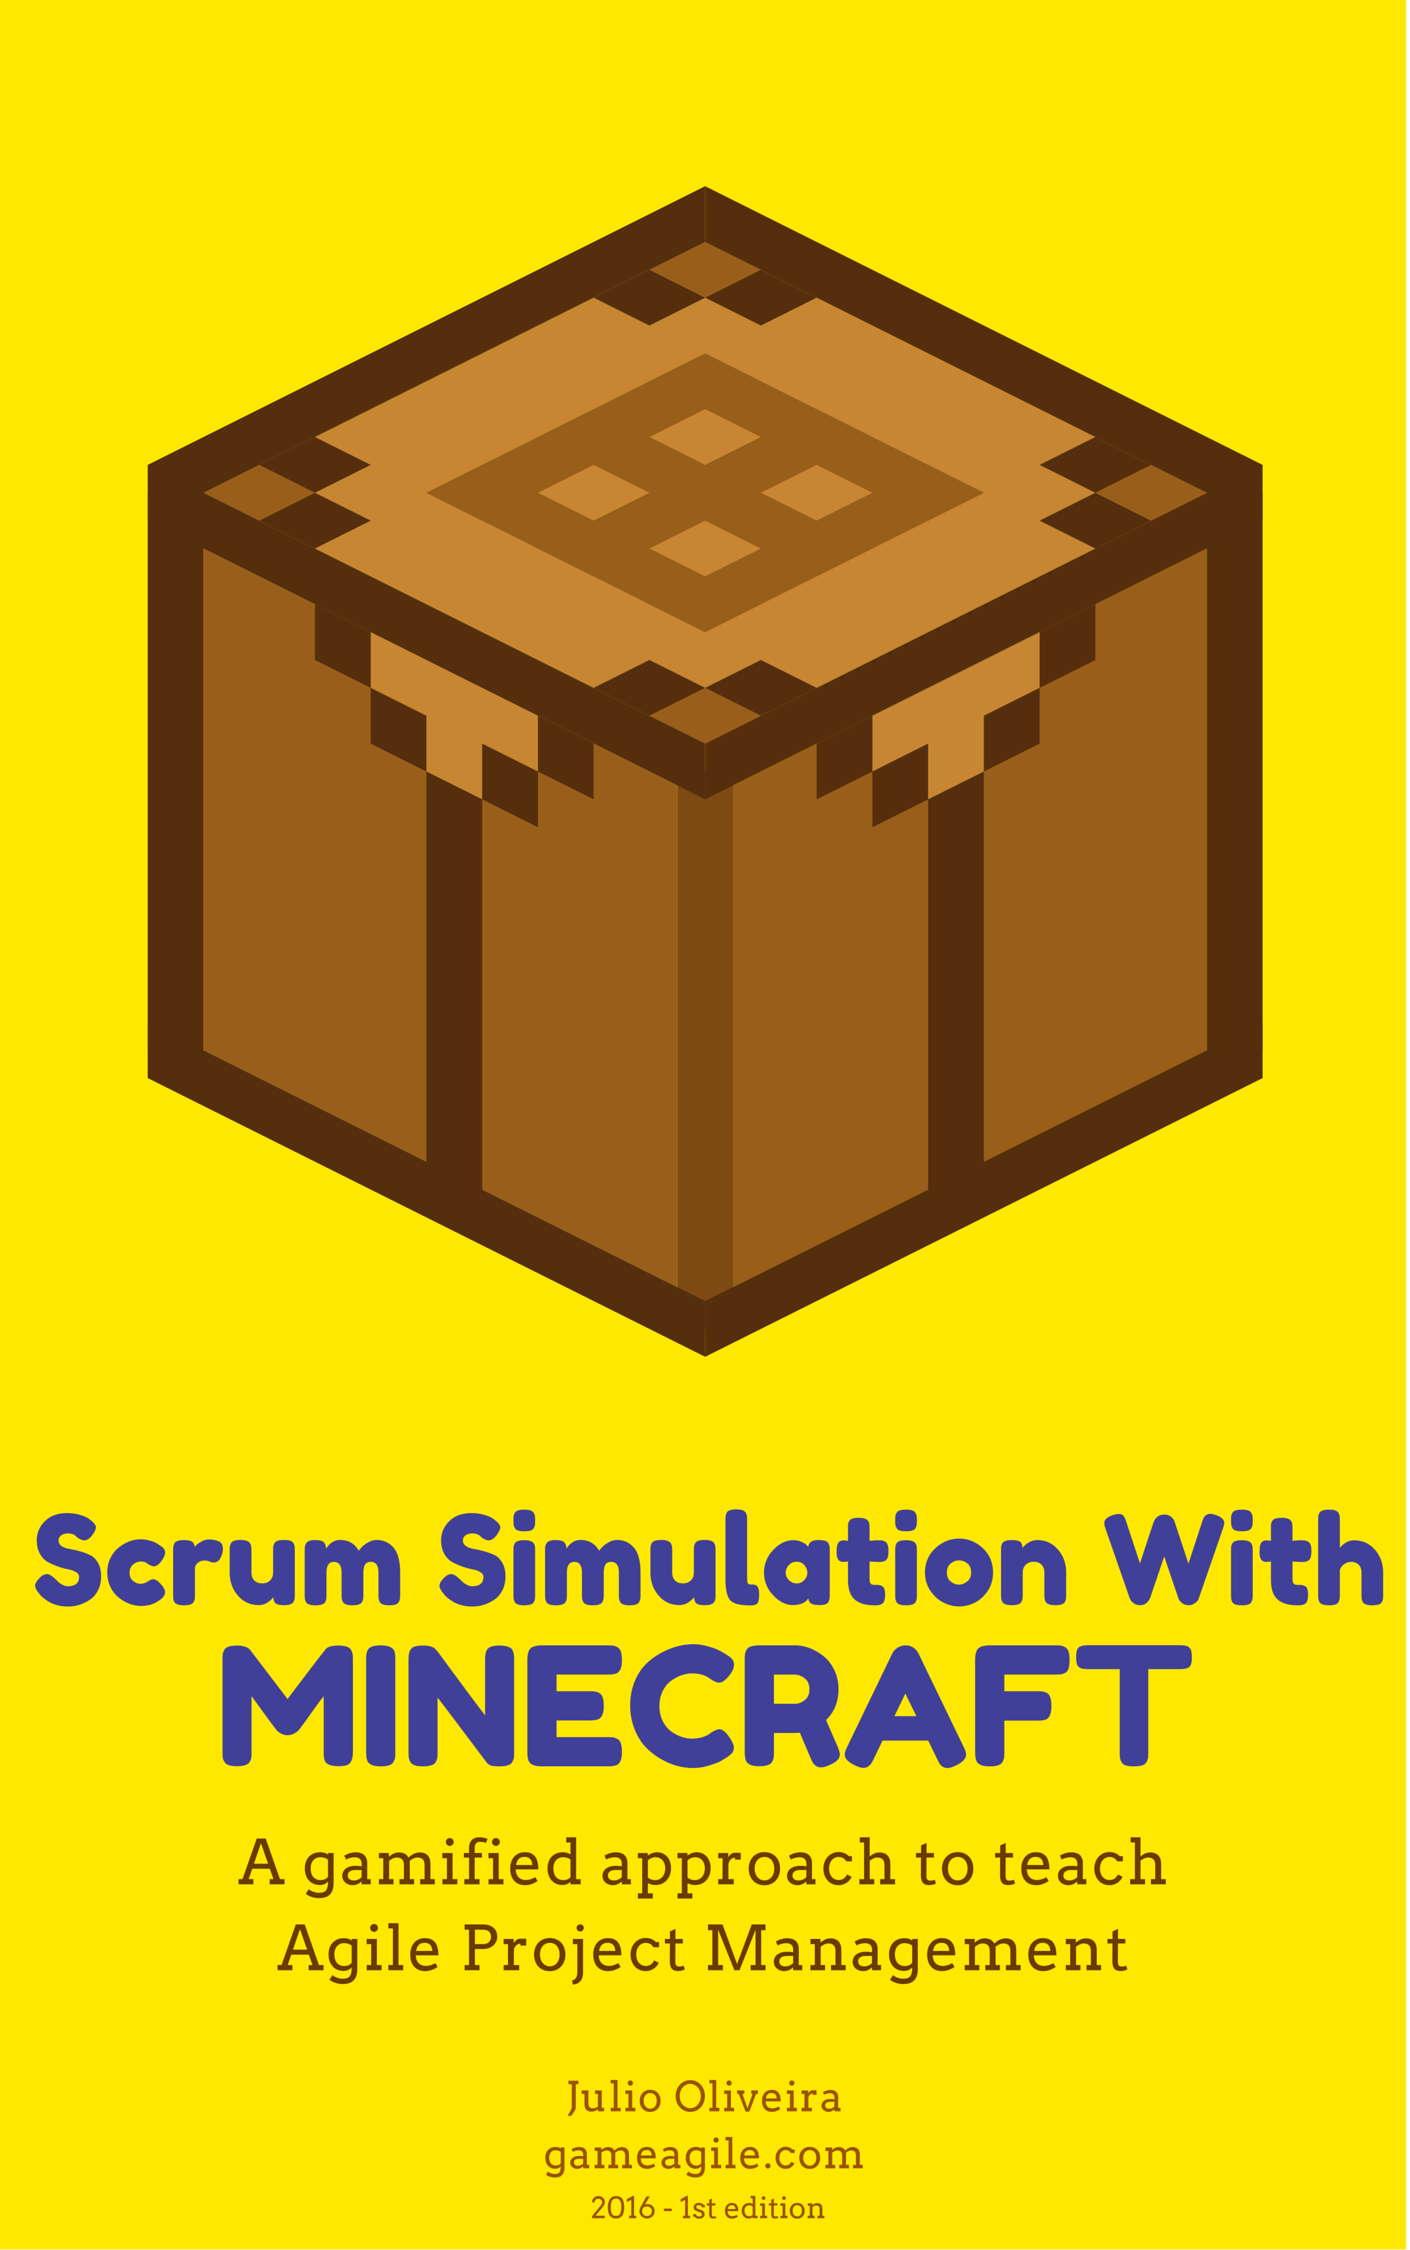 Scrum Simulation With
MINECRAFT
A gamified approach to teach
Agile Project Management
Julio Oliveira
gameagile.com
2016 - 1st edition